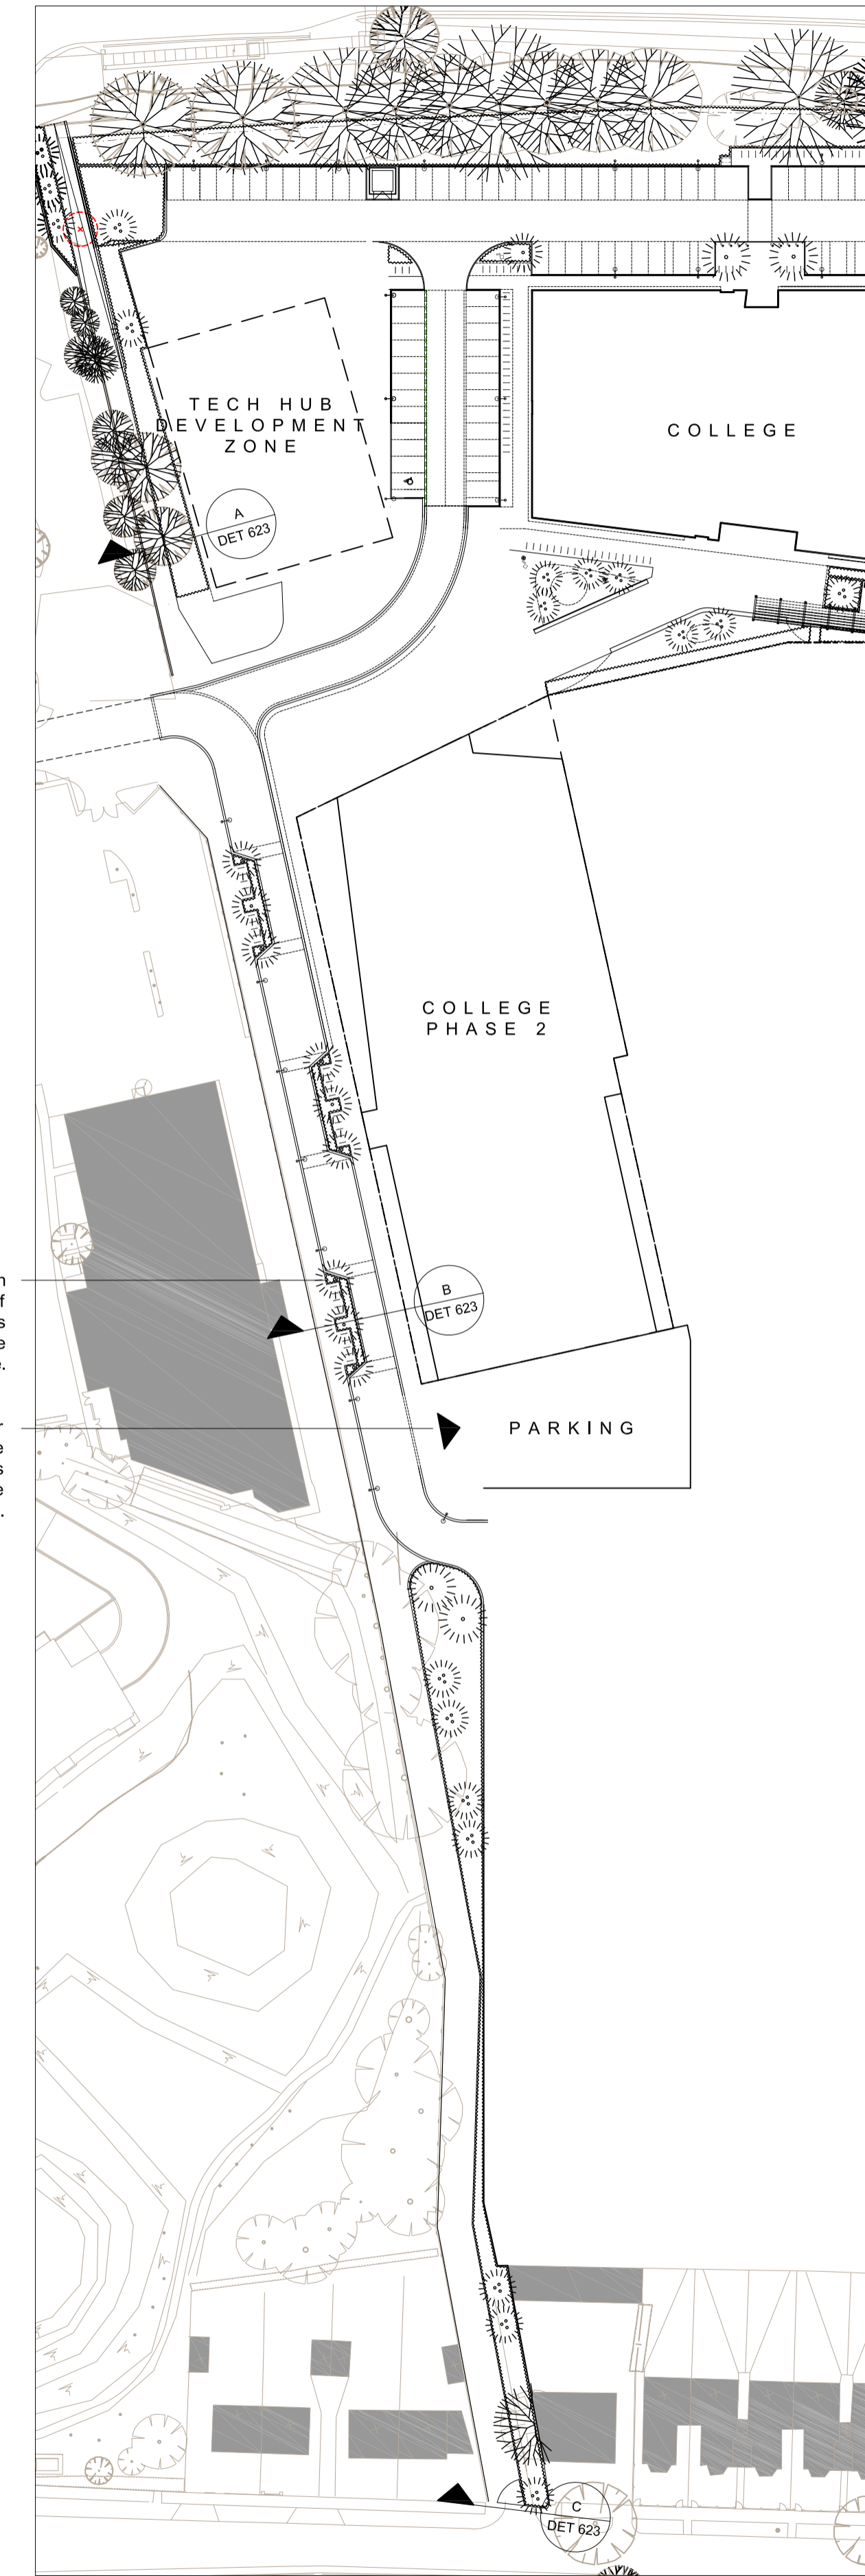 TECH HUB
DEVELOPMENT
ZONE
COLLEGE
A
DET 623
COLLEGE
PHASE 2
B
DET 623
PARKING
C
DET 623